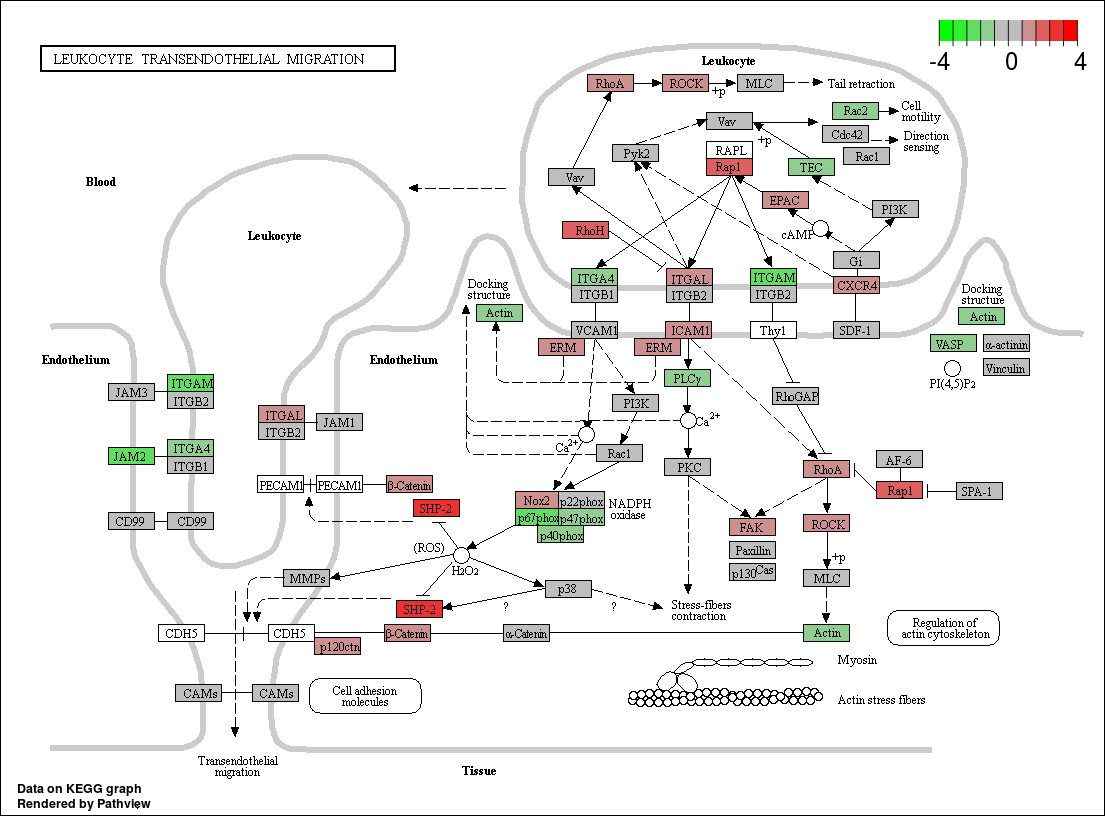 LEUKOCYTE TRANSENDOTHELIAL MIGRATION
-4 0 4
Leukocyte
RhoA ROCK +p MLC Tail retraction
Rac2 Cell
motility
Vav +p
Cdc42 Direction
sensing
Rac1
Pyk2 RAPL
Rap1 TEC
Vav
EPAC PI3K
cAMP
RhoH
Gi
ITGA4 ITGAL ITGAM CXCR4
ITGB1 ITGB2 ITGB2
Blood
Leukocyte
Docking
structure
Actin
VCAM1 ICAM1 Thy1 SDF-1
ERM ERM
Docking
structure
Actin
VASP α-actinin
Vinculin
PI(4,5)P2
Endothelium Endothelium
JAM3 ITGAM
ITGB2
PLCγ
PI3K RhoGAP
ITGAL JAM1
ITGB2
Ca2+ Ca2+
JAM2 ITGA4
ITGB1
Rac1 PKC RhoA AF-6
Rap1 SPA-1
PECAM1 PECAM1 β-Catenin
SHP-2
Nox2 p22phox NADPH
oxidase
p67phox p47phox
p40phox
CD99 CD99
FAK ROCK
Paxillin
p130Cas
+p
MLC
(ROS)
H2O2
MMPs p38
SHP-2 ? ? Stress-fibers
contraction
CDH5 CDH5 β-Catenin α-Catenin Actin
p120ctn
Regulation of
actin cytoskeleton
Myosin
CAMs CAMs Cell adhesion
molecules
Actin stress fibers
Transendothelial
migration
Tissue
Data on KEGG graph
Rendered by Pathview